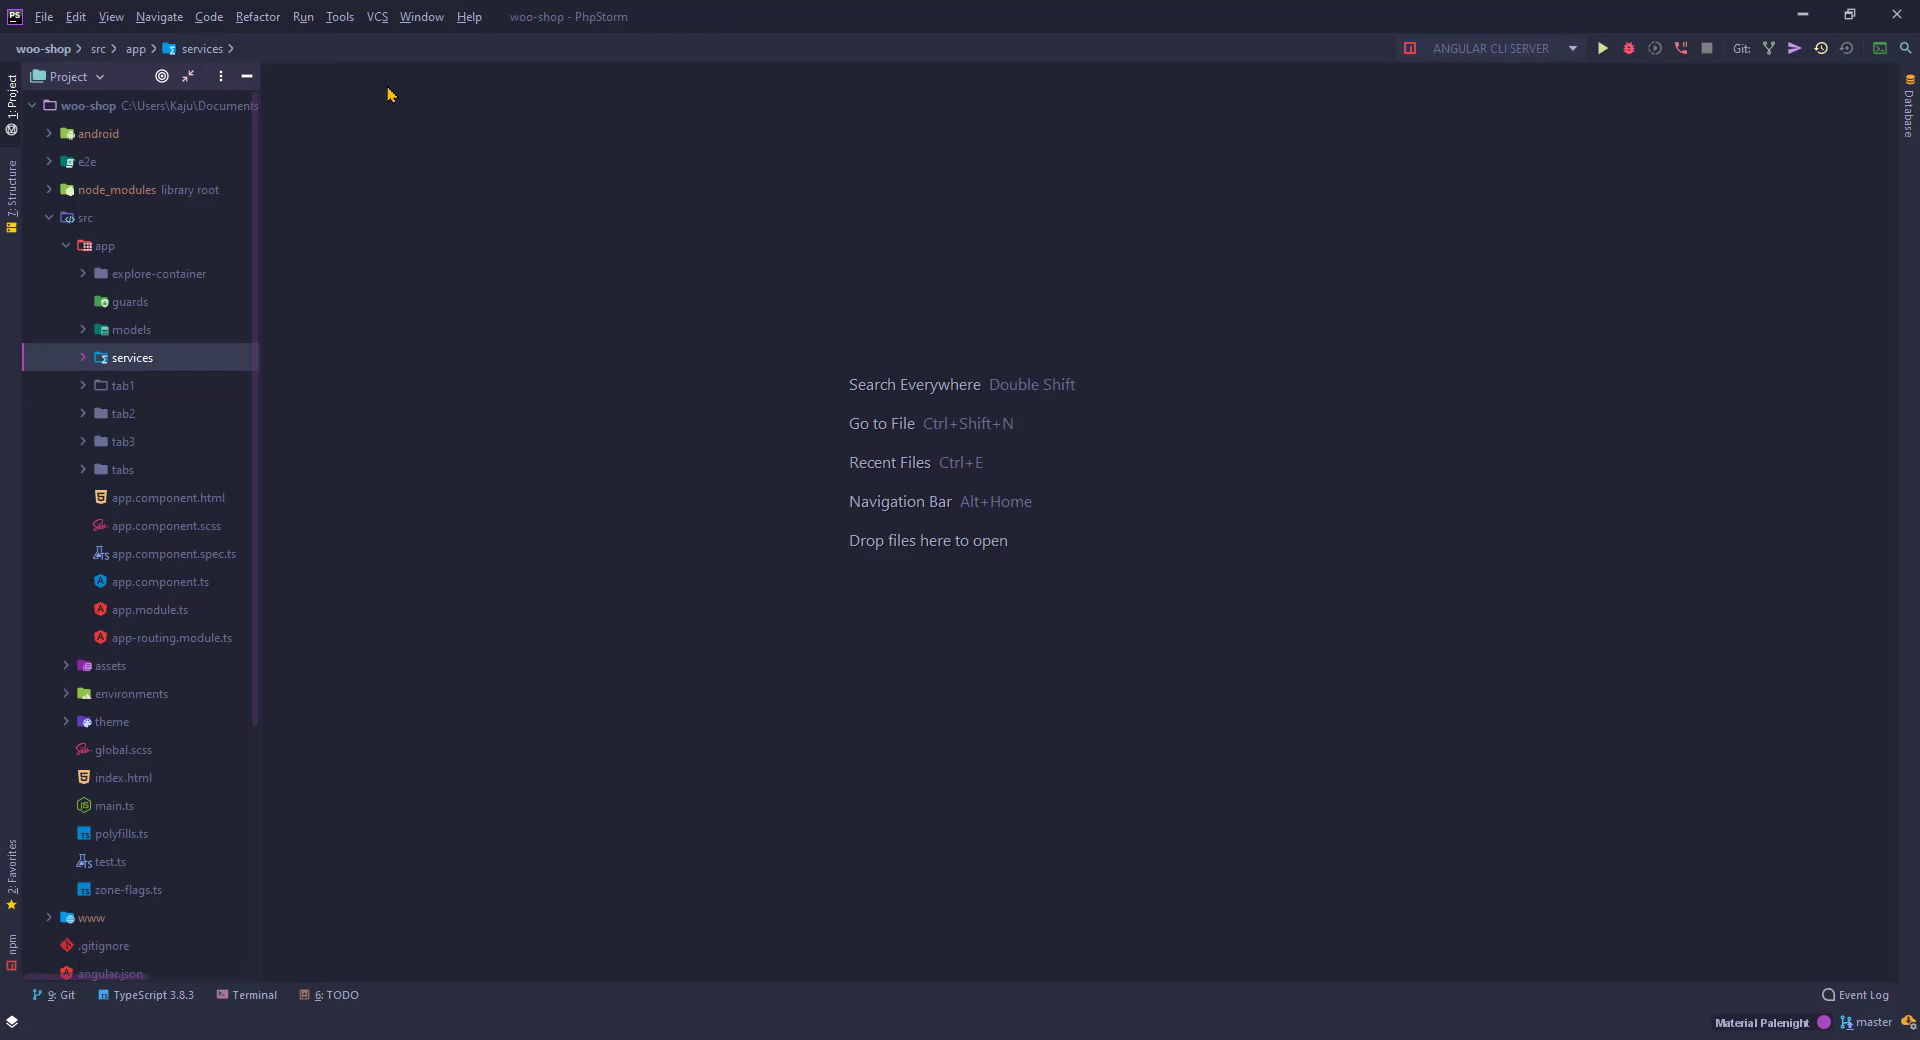 PS File Edit View Navigate Code Refactor Run Tools VCS Window Help woo-shop - PhpStorm
woo-shop src app services
ANGULAR CLI SERVER Git:
Project
woo-shop C:\Users\Kaju\Documents
android
e2e
node_modules library root
src
app
explore-container
guards
models
services
tab1
tab2
tab3
tabs
app.component.html
app.component.scss
app.component.spec.ts
app.component.ts
app.module.ts
app-routing.module.ts
assets
environments
theme
global.scss
index.html
main.ts
polyfills.ts
test.ts
zone-flags.ts
www
.gitignore
angular.json
1: Project
7: Structure
2: Favorites
npm
Search Everywhere Double Shift
Go to File Ctrl+Shift+N
Recent Files Ctrl+E
Navigation Bar Alt+Home
Drop files here to open
Database
9: Git TypeScript 3.8.3 Terminal 6: TODO
Event Log
Material Palenight master